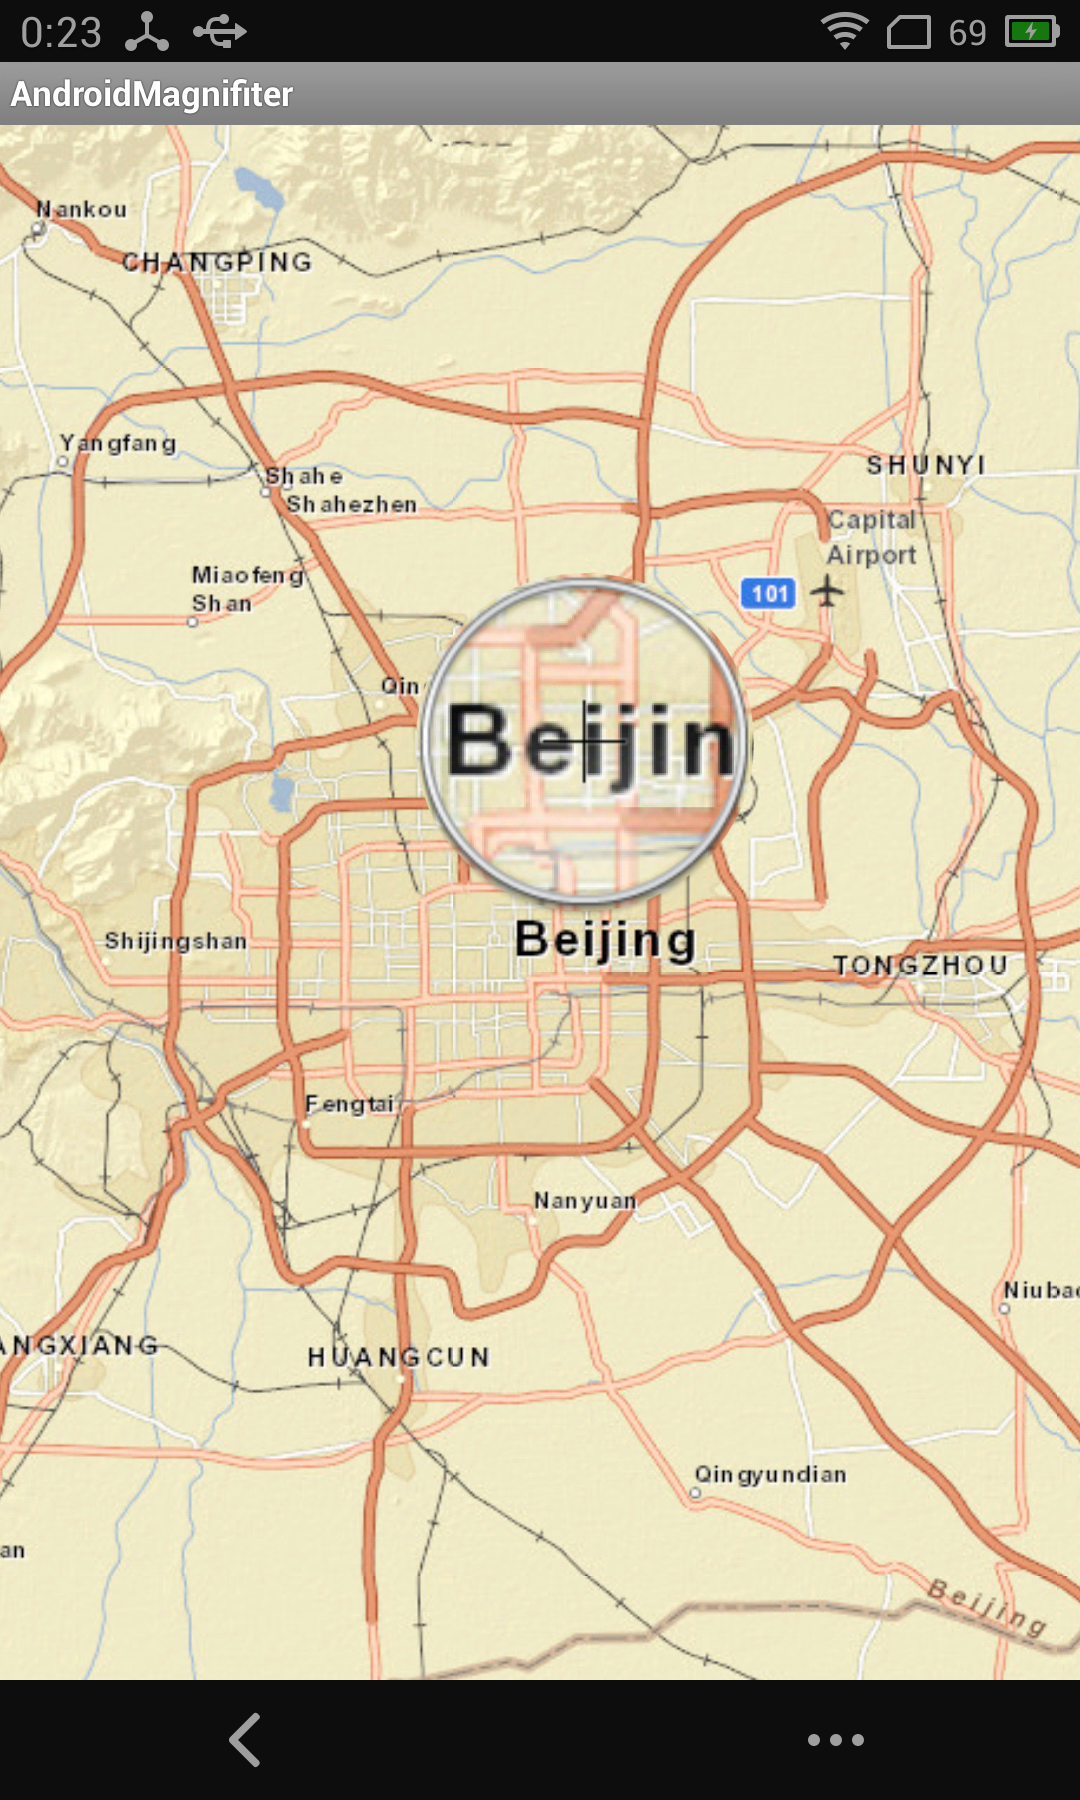 0:23
69
AndroidMagnifiter
Nankou
CHANGPING
Yangfang
SHUNYI
Shahe
Shahezhen
Capital
Airport
Miaofeng
Shan
101
Qin
Beijin
Beijing
Shijingshan
TONGZHOU
Fengtai
Nanyuan
Niubao
ANGXIANG
HUANGCUN
Qingyundian
an
Beijing